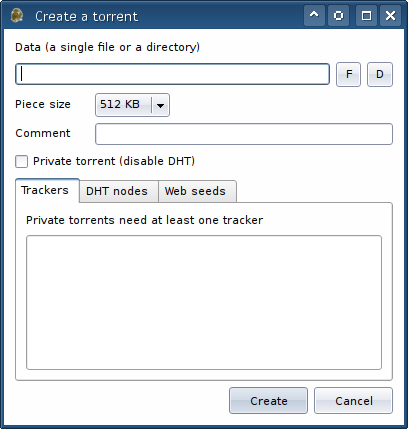 Create a torrent
Data (a single file or a directory)
F D
Piece size 512 KB
Comment
Private torrent (disable DHT)
Trackers DHT nodes Web seeds
Private torrents need at least one tracker
Create Cancel